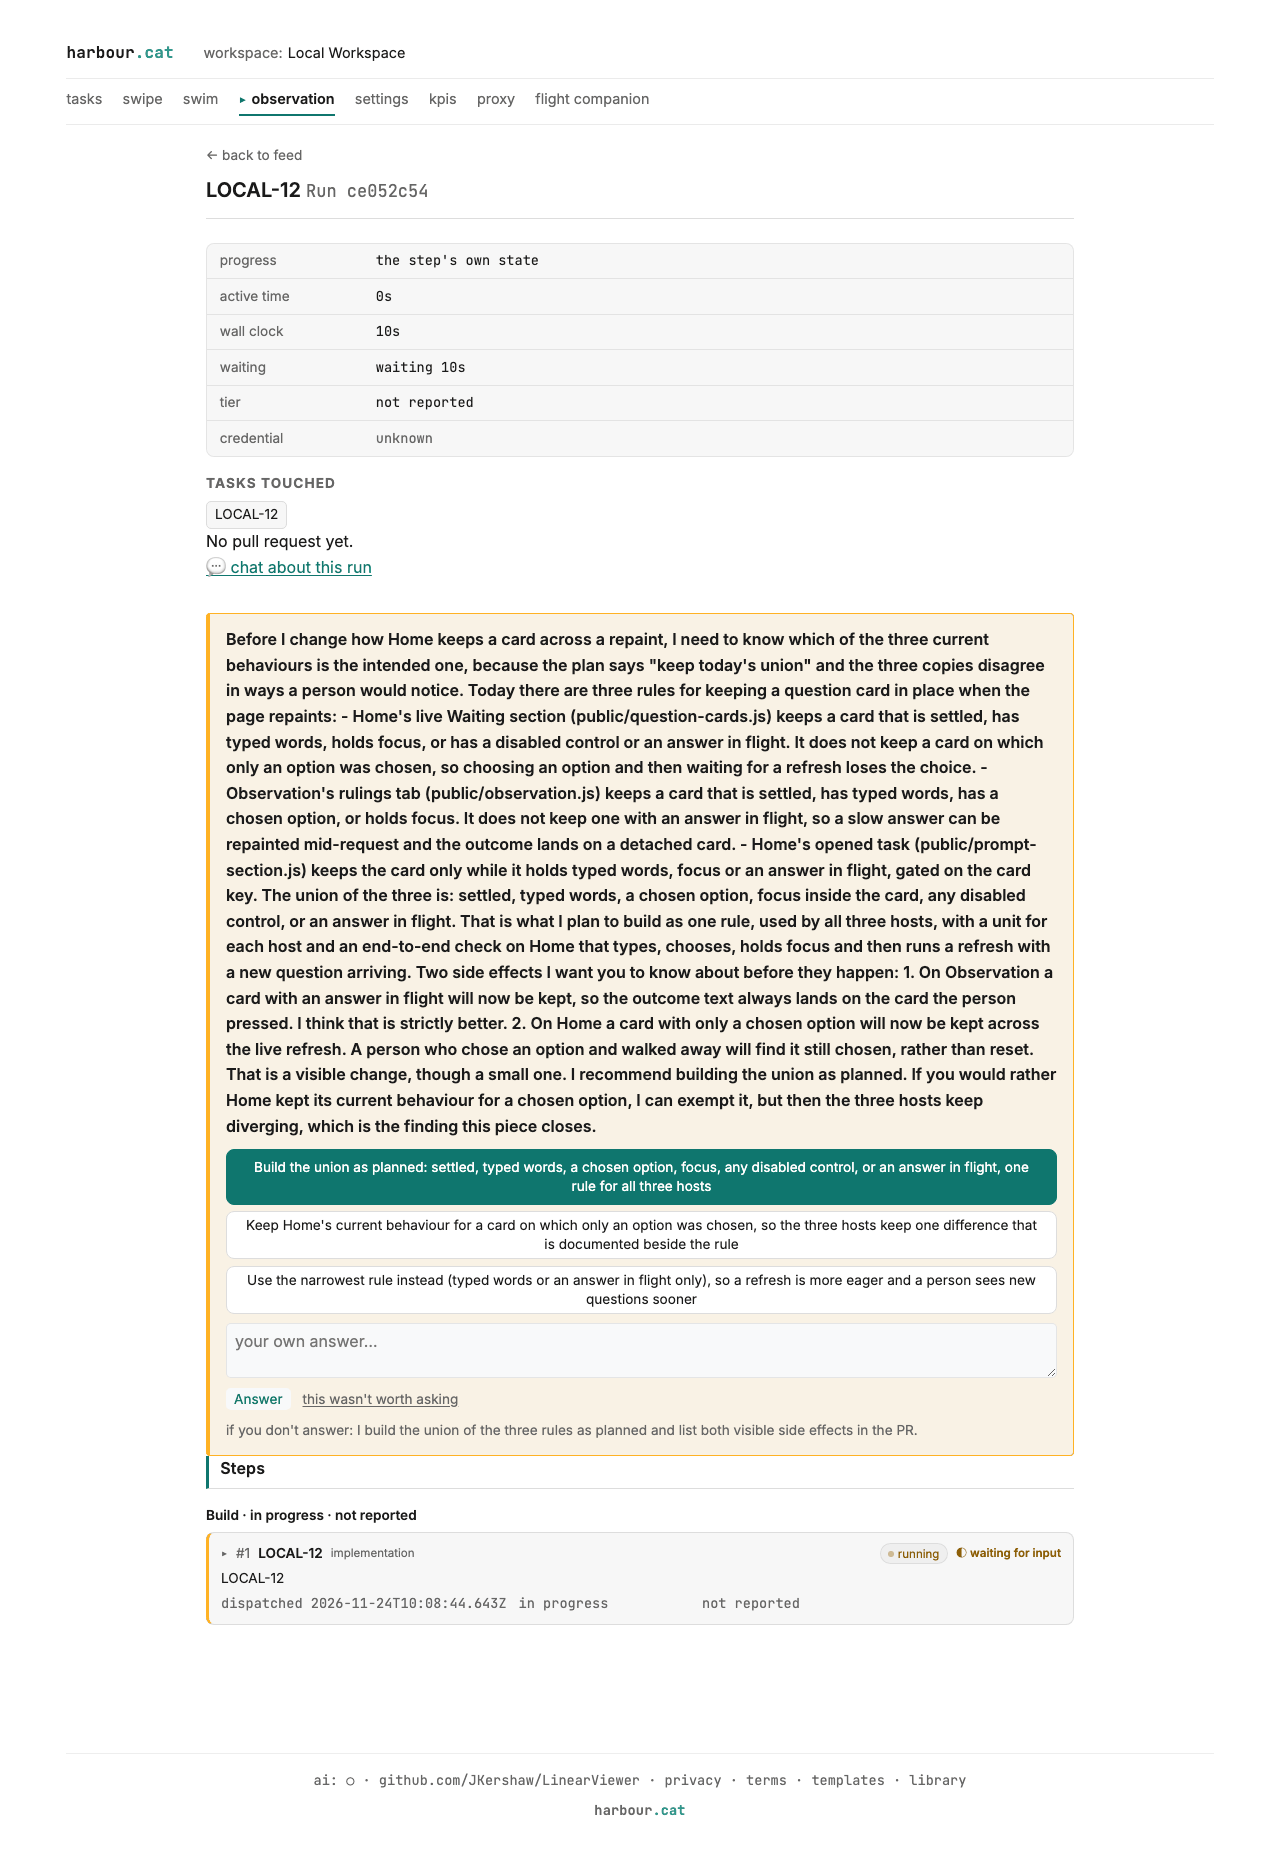 harbour.cat
workspace: Local Workspace
tasks swipe swim ▸ observation settings kpis proxy flight companion
← back to feed
LOCAL-12 Run ce052c54
progress the step's own state
active time 0s
wall clock 10s
waiting waiting 10s
tier not reported
credential unknown
TASKS TOUCHED
LOCAL-12
No pull request yet.
💬 chat about this run
Before I change how Home keeps a card across a repaint, I need to know which of the three current
behaviours is the intended one, because the plan says "keep today's union" and the three copies disagree
in ways a person would notice. Today there are three rules for keeping a question card in place when the
page repaints: - Home's live Waiting section (public/question-cards.js) keeps a card that is settled, has
typed words, holds focus, or has a disabled control or an answer in flight. It does not keep a card on which
only an option was chosen, so choosing an option and then waiting for a refresh loses the choice. -
Observation's rulings tab (public/observation.js) keeps a card that is settled, has typed words, has a
chosen option, or holds focus. It does not keep one with an answer in flight, so a slow answer can be
repainted mid-request and the outcome lands on a detached card. - Home's opened task (public/prompt-
section.js) keeps the card only while it holds typed words, focus or an answer in flight, gated on the card
key. The union of the three is: settled, typed words, a chosen option, focus inside the card, any disabled
control, or an answer in flight. That is what I plan to build as one rule, used by all three hosts, with a unit for
each host and an end-to-end check on Home that types, chooses, holds focus and then runs a refresh with
a new question arriving. Two side effects I want you to know about before they happen: 1. On Observation a
card with an answer in flight will now be kept, so the outcome text always lands on the card the person
pressed. I think that is strictly better. 2. On Home a card with only a chosen option will now be kept across
the live refresh. A person who chose an option and walked away will find it still chosen, rather than reset.
That is a visible change, though a small one. I recommend building the union as planned. If you would rather
Home kept its current behaviour for a chosen option, I can exempt it, but then the three hosts keep
diverging, which is the finding this piece closes.
Build the union as planned: settled, typed words, a chosen option, focus, any disabled control, or an answer in flight, one
rule for all three hosts
Keep Home's current behaviour for a card on which only an option was chosen, so the three hosts keep one difference that
is documented beside the rule
Use the narrowest rule instead (typed words or an answer in flight only), so a refresh is more eager and a person sees new
questions sooner
your own answer...
Answer this wasn't worth asking
if you don't answer: I build the union of the three rules as planned and list both visible side effects in the PR.
Steps
Build · in progress · not reported
▸ #1 LOCAL-12 implementation running ◐ waiting for input
LOCAL-12
dispatched 2026-11-24T10:08:44.643Z in progress not reported
ai: ○ · github.com/JKershaw/LinearViewer · privacy · terms · templates · library
harbour.cat